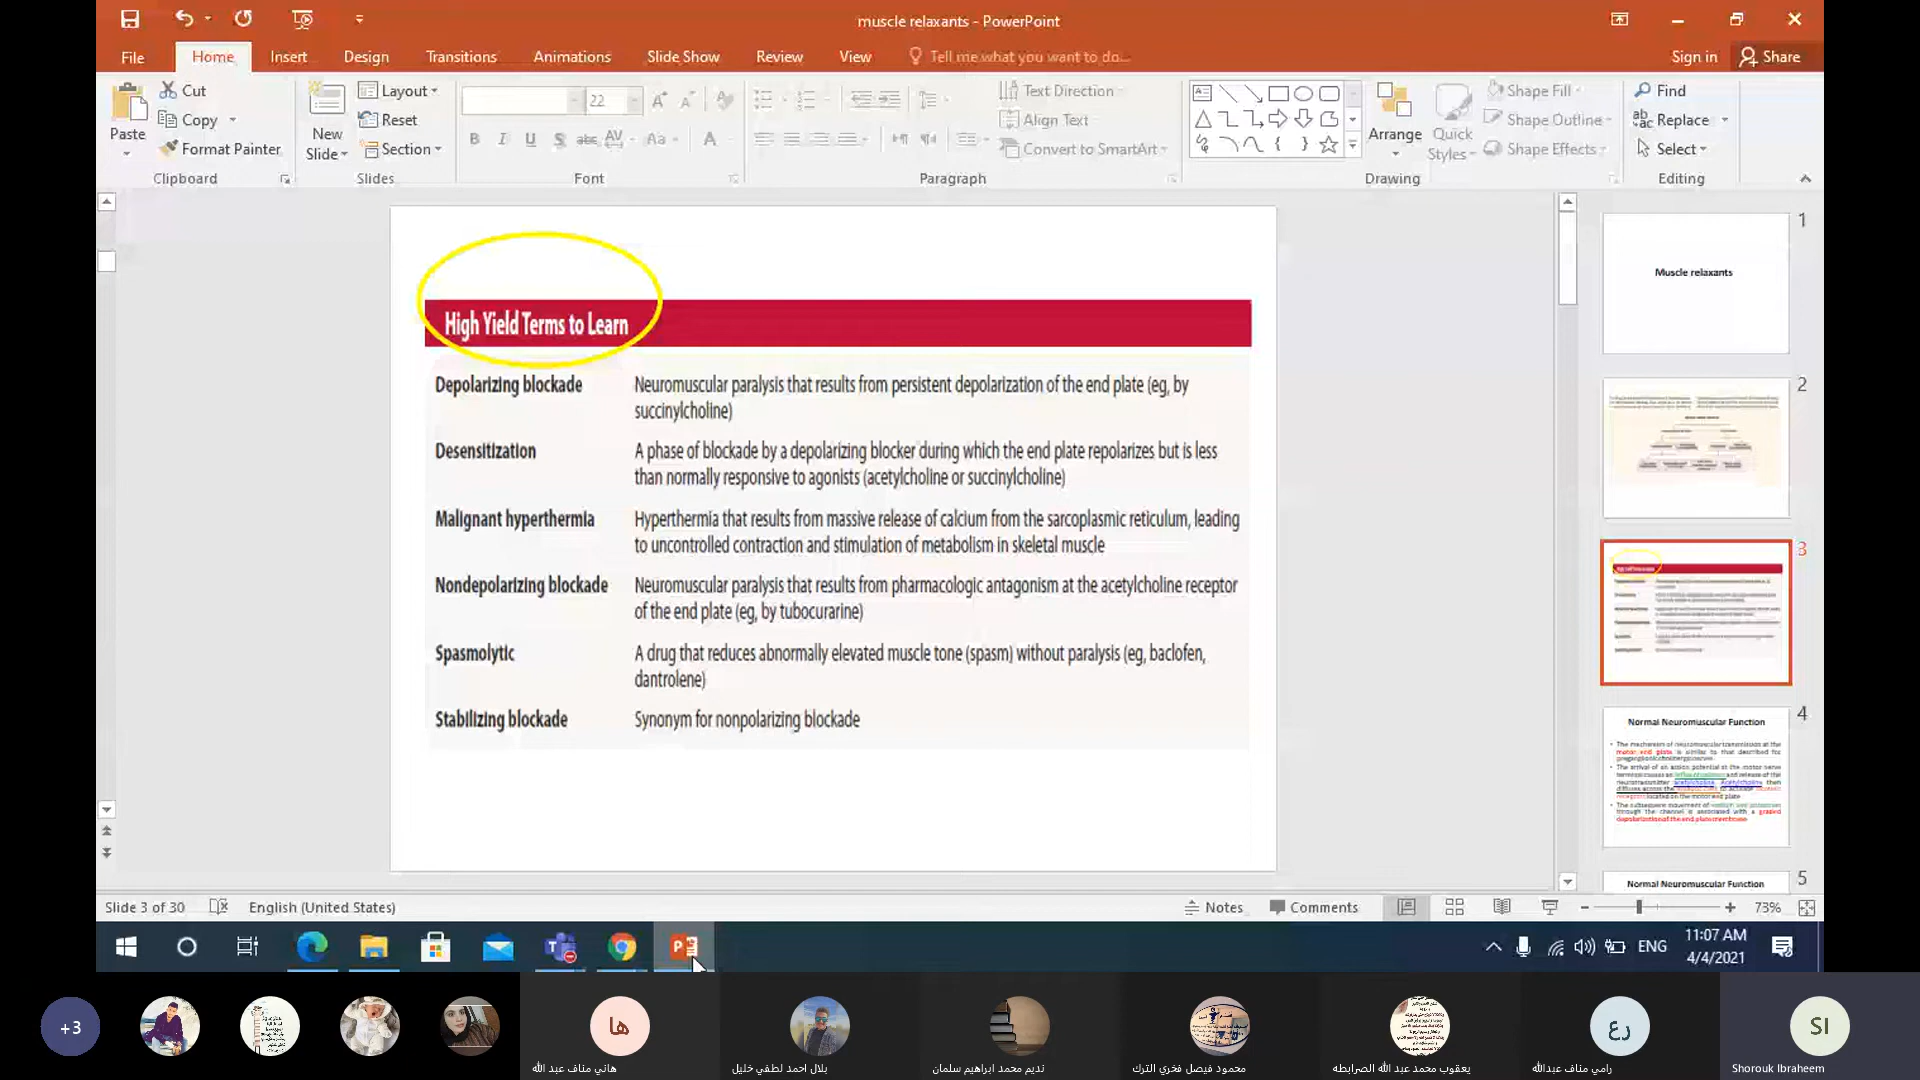 muscle relaxants - PowerPoint
File Home Insert Design Transitions Animations Slide Show Review View Tell me what you want to do... Sign in Share
Cut
Copy
Format Painter
Paste
Clipboard
New Slide
Layout
Reset
Section
Slides
22
B I U S abc AV Aa A
Font
Text Direction
Align Text
Convert to SmartArt
Paragraph
Arrange
Quick Styles
Shape Fill
Shape Outline
Shape Effects
Drawing
Find
Replace
Select
Editing
High Yield Terms to Learn
Depolarizing blockade Neuromuscular paralysis that results from persistent depolarization of the end plate (eg, by
succinylcholine)
Desensitization A phase of blockade by a depolarizing blocker during which the end plate repolarizes but is less
than normally responsive to agonists (acetylcholine or succinylcholine)
Malignant hyperthermia Hyperthermia that results from massive release of calcium from the sarcoplasmic reticulum, leading
to uncontrolled contraction and stimulation of metabolism in skeletal muscle
Nondepolarizing blockade Neuromuscular paralysis that results from pharmacologic antagonism at the acetylcholine receptor
of the end plate (eg, by tubocurarine)
Spasmolytic A drug that reduces abnormally elevated muscle tone (spasm) without paralysis (eg, baclofen,
dantrolene)
Stabilizing blockade Synonym for nonpolarizing blockade
1
Muscle relaxants
2
3
4
Normal Neuromuscular Function
5
Normal Neuromuscular Function
Slide 3 of 30 English (United States) Notes Comments 73%
ENG
11:07 AM
4/4/2021
+3
ها
رع
SI
هاني مناف عبد الله
بلال احمد لطفي خليل
نديم محمد ابراهيم سلمان
محمود فيصل فخري الترك
يعقوب محمد عبد الله الصرابطه
رامي مناف عبدالله
Shorouk Ibraheem